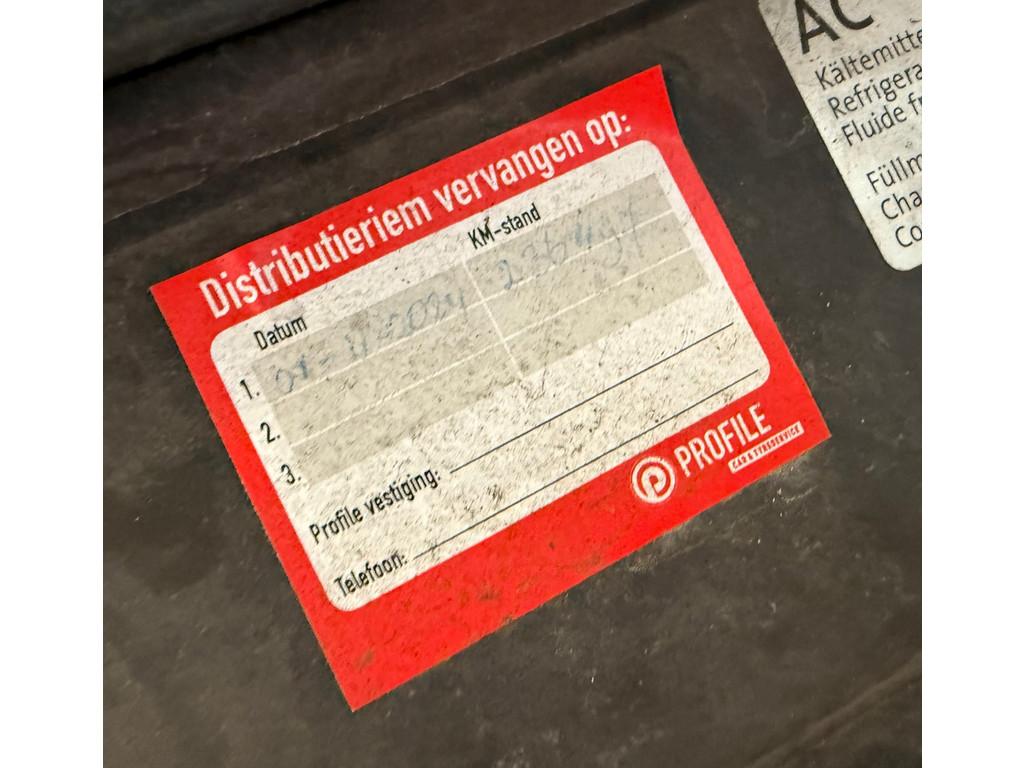 Distributieriem vervangen op:
Datum KM-stand
1.
2.
3.
Profile vestiging:
Telefoon:
PROFILE
CAR & TYRESERVICE
AC
Kältemitte
Refrigera
Fluide f
Füllm
Cha
Co